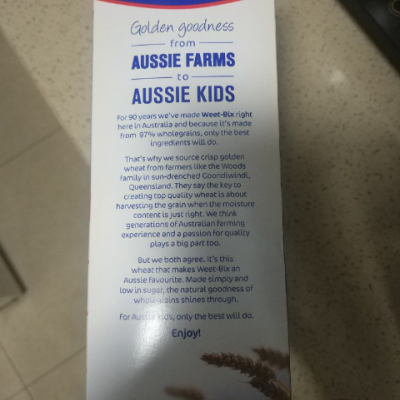 Golden goodness
from
AUSSIE FARMS
to
AUSSIE KIDS
For 90 years we've made Weet-Bix right
here in Australia and because it's made
from 97% wholegrains, only the best
ingredients will do.
That's why we source crisp golden
wheat from farmers like the Woods
family in sun-drenched Goondiwindi,
Queensland. They say the key to
creating top quality wheat is about
harvesting the grain when the moisture
content is just right. We think
generations of Australian farming
experience and a passion for quality
plays a big part too.
But we both agree. It's this
wheat that makes Weet-Bix an
Aussie favourite. Made simply and
low in sugar, the natural goodness of
wholegrains shines through.
For Aussie kids, only the best will do.
Enjoy!